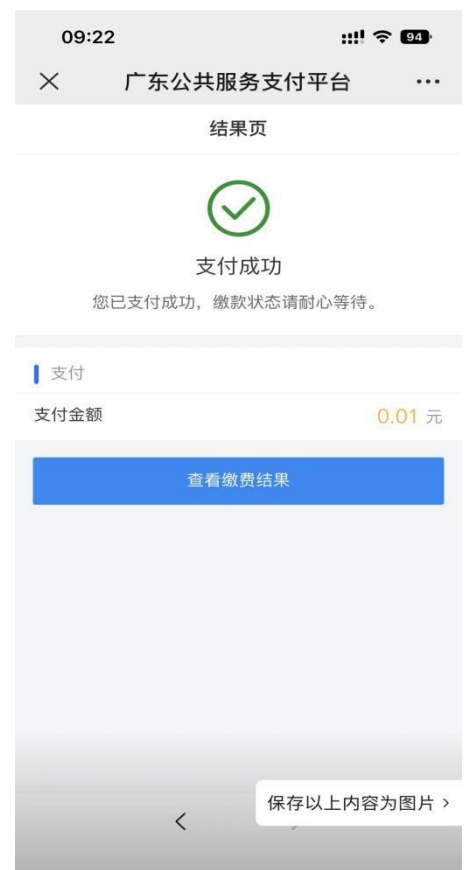 09:22
94
广东公共服务支付平台
结果页
支付成功
您已支付成功，缴款状态请耐心等待。
支付
支付金额 0.01 元
查看缴费结果
保存以上内容为图片